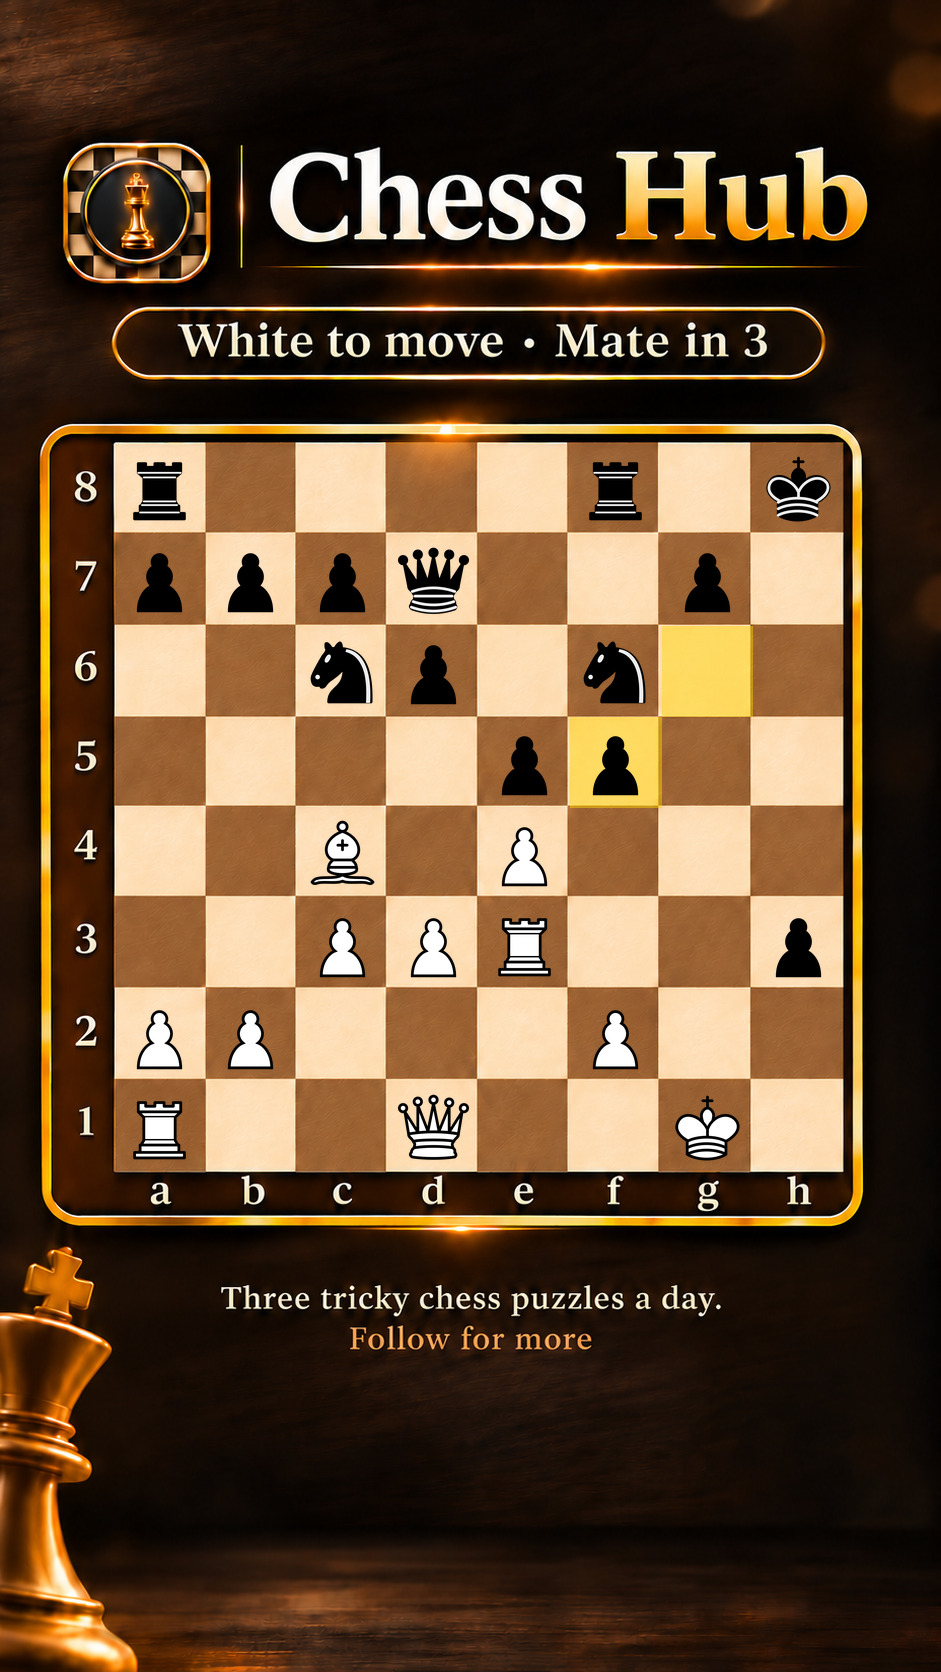 Chess Hub
White to move • Mate in 3
8
7
6
5
4
3
2
1
a b c d e f g h
Three tricky chess puzzles a day.
Follow for more